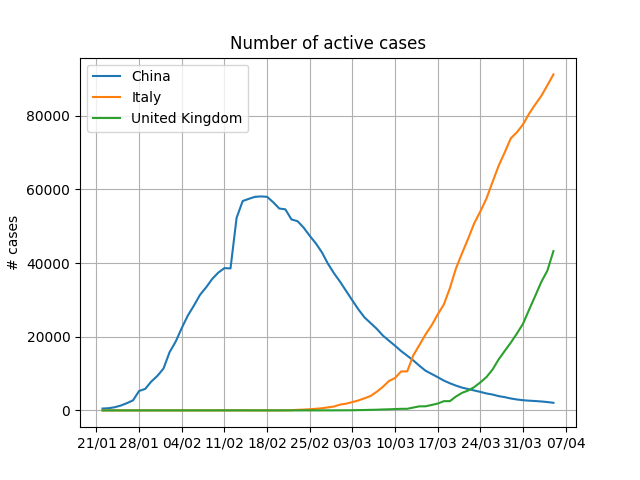 Number of active cases
China
Italy
United Kingdom
# cases
80000
60000
40000
20000
0
21/01 28/01 04/02 11/02 18/02 25/02 03/03 10/03 17/03 24/03 31/03 07/04